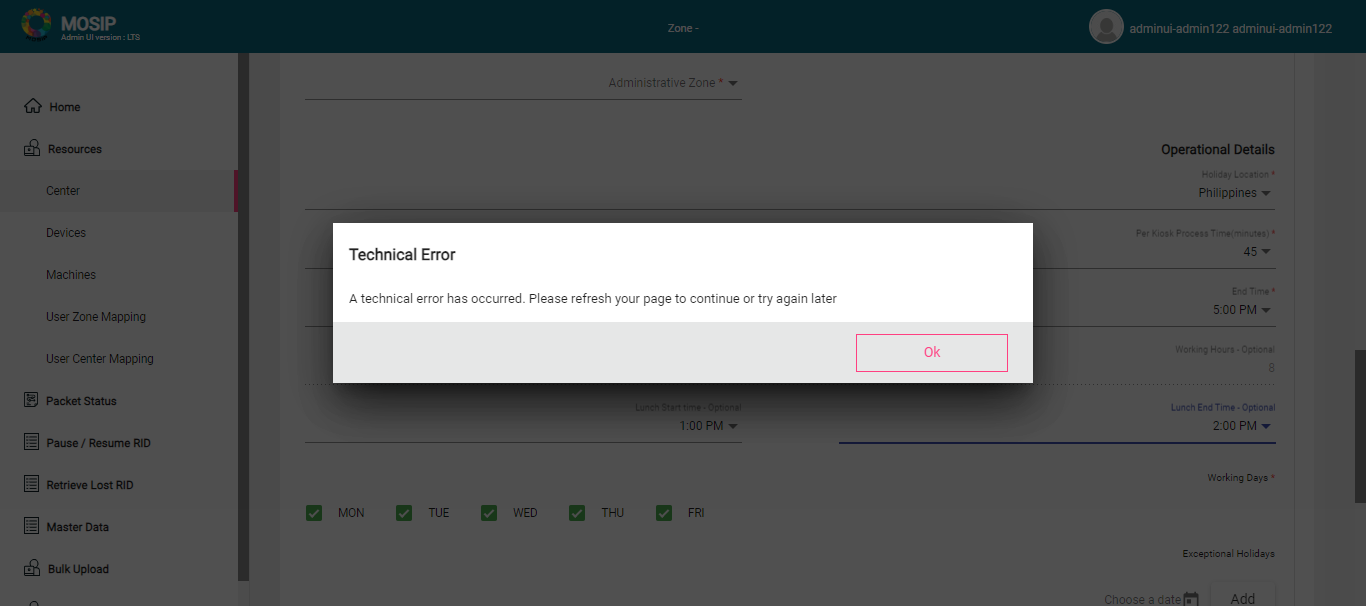 MOSIP
Admin UI version : LTS
Zone -
adminui-admin122 adminui-admin122
Home
Resources
Center
Devices
Machines
User Zone Mapping
User Center Mapping
Packet Status
Pause / Resume RID
Retrieve Lost RID
Master Data
Bulk Upload
Administrative Zone *
Operational Details
Holiday Location *
Philippines
Per Kiosk Process Time(minutes) *
45
End Time *
5:00 PM
Working Hours - Optional
8
Technical Error
A technical error has occurred. Please refresh your page to continue or try again later
Ok
Lunch Start time - Optional
1:00 PM
Lunch End Time - Optional
2:00 PM
Working Days *
MON TUE WED THU FRI
Exceptional Holidays
Choose a date
Add